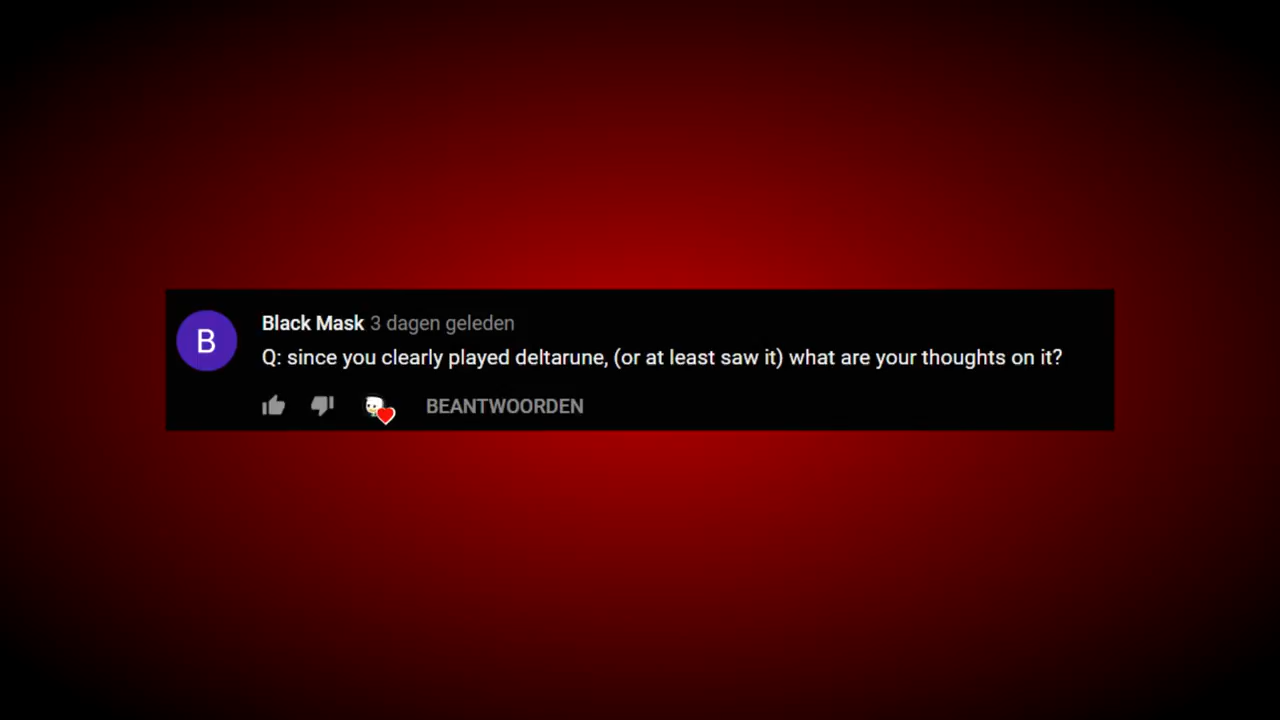 B
Black Mask 3 dagen geleden
Q: since you clearly played deltarune, (or at least saw it) what are your thoughts on it?
BEANTWOORDEN